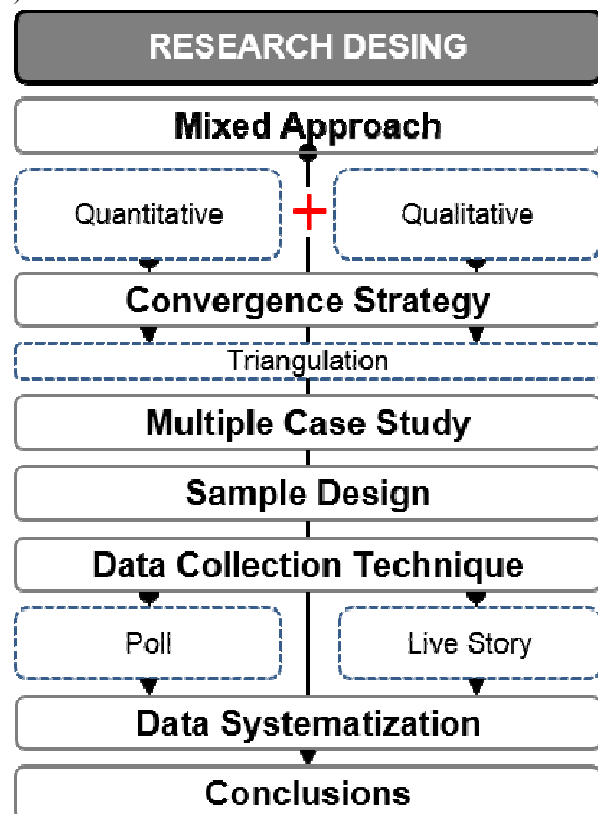 RESEARCH DESING
Mixed Approach
Quantitative + Qualitative
Convergence Strategy
Triangulation
Multiple Case Study
Sample Design
Data Collection Technique
Poll Live Story
Data Systematization
Conclusions